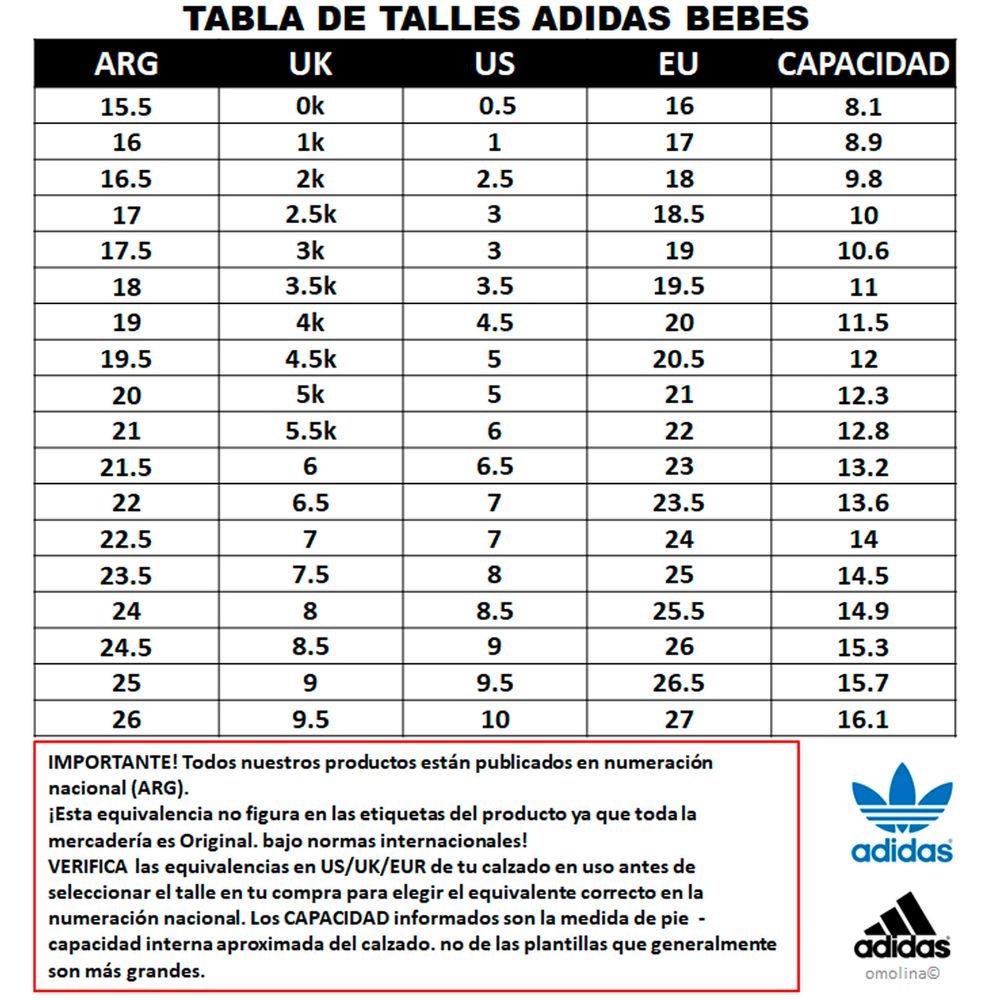 TABLA DE TALLES ADIDAS BEBES
ARG UK US EU CAPACIDAD
15.5 0k 0.5 16 8.1
16 1k 1 17 8.9
16.5 2k 2.5 18 9.8
17 2.5k 3 18.5 10
17.5 3k 3 19 10.6
18 3.5k 3.5 19.5 11
19 4k 4.5 20 11.5
19.5 4.5k 5 20.5 12
20 5k 5 21 12.3
21 5.5k 6 22 12.8
21.5 6 6.5 23 13.2
22 6.5 7 23.5 13.6
22.5 7 7 24 14
23.5 7.5 8 25 14.5
24 8 8.5 25.5 14.9
24.5 8.5 9 26 15.3
25 9 9.5 26.5 15.7
26 9.5 10 27 16.1
IMPORTANTE! Todos nuestros productos están publicados en numeración
nacional (ARG).
¡Esta equivalencia no figura en las etiquetas del producto ya que toda la
mercadería es Original. bajo normas internacionales!
VERIFICA las equivalencias en US/UK/EUR de tu calzado en uso antes de
seleccionar el talle en tu compra para elegir el equivalente correcto en la
numeración nacional. Los CAPACIDAD informados son la medida de pie -
capacidad interna aproximada del calzado. no de las plantillas que generalmente
son más grandes.
adidas
adidas
omolina©